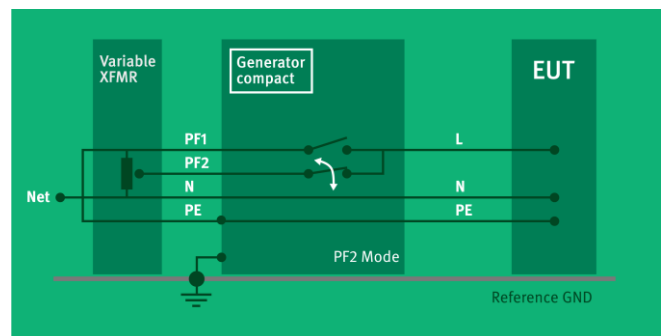 Variable
XFMR
Generator
compact
EUT
PF1
L
PF2
Net
N
N
PE
PE
PF2 Mode
Reference GND